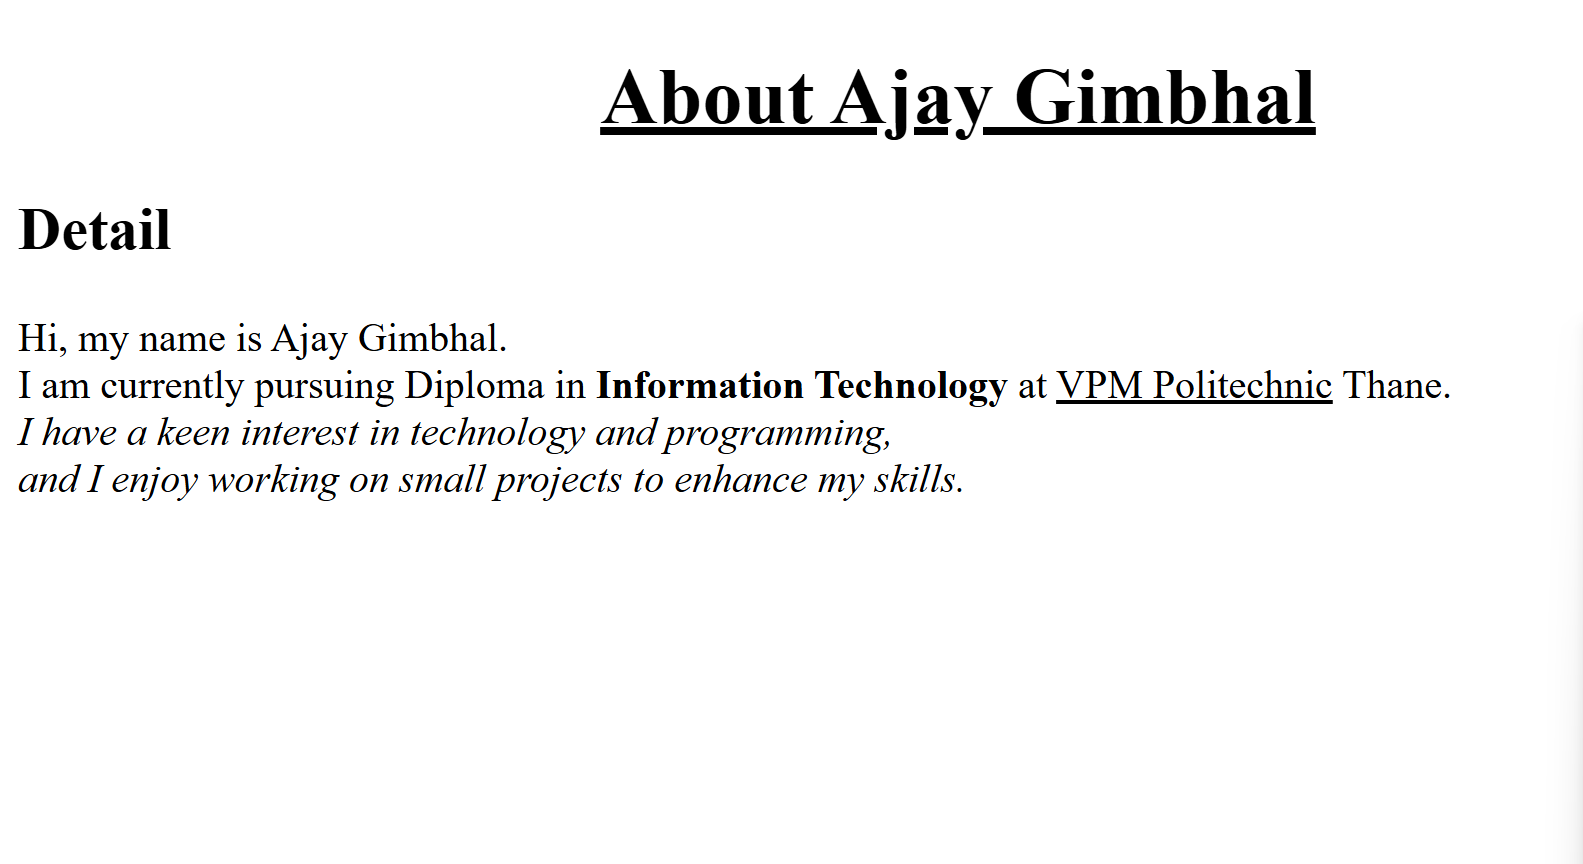 About Ajay Gimbhal
Detail
Hi, my name is Ajay Gimbhal.
I am currently pursuing Diploma in Information Technology at VPM Politechnic Thane.
I have a keen interest in technology and programming,
and I enjoy working on small projects to enhance my skills.